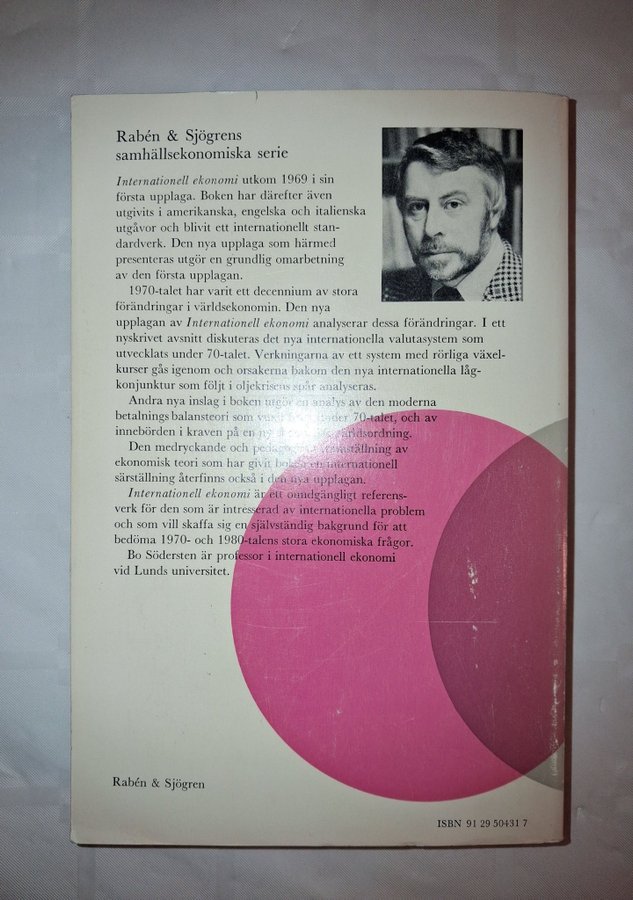 Rabén & Sjögrens
samhällsekonomiska serie
Internationell ekonomi utkom 1969 i sin
första upplaga. Boken har därefter även
utgivits i amerikanska, engelska och italienska
utgåvor och blivit ett internationellt stan-
dardverk. Den nya upplaga som härmed
presenteras utgör en grundlig omarbetning
av den första upplagan.
1970-talet har varit ett decennium av stora
förändringar i världsekonomin. Den nya
upplagan av Internationell ekonomi analyserar dessa förändringar. I ett
nyskrivet avsnitt diskuteras det nya internationella valutasystem som
utvecklats under 70-talet. Verkningarna av ett system med rörliga växel-
kurser gås igenom och orsakerna bakom den nya internationella låg-
konjunktur som följt i oljekrisens spår analyseras.
Andra nya inslag i boken utgör en analys av den moderna
betalningsbalansteori som under 70-talet, och av
innebörden i kraven på en ny världsordning.
Den medryckande och framställning av
ekonomisk teori som har givit boken en internationell
särställning återfinns också i den nya upplagan.
Internationell ekonomi är ett oundgängligt referens-
verk för den som är intresserad av internationella problem
och som vill skaffa sig en självständig bakgrund för att
bedöma 1970- och 1980-talens stora ekonomiska frågor.
Bo Södersten är professor i internationell ekonomi
vid Lunds universitet.
Rabén & Sjögren
ISBN 91 29 50431 7